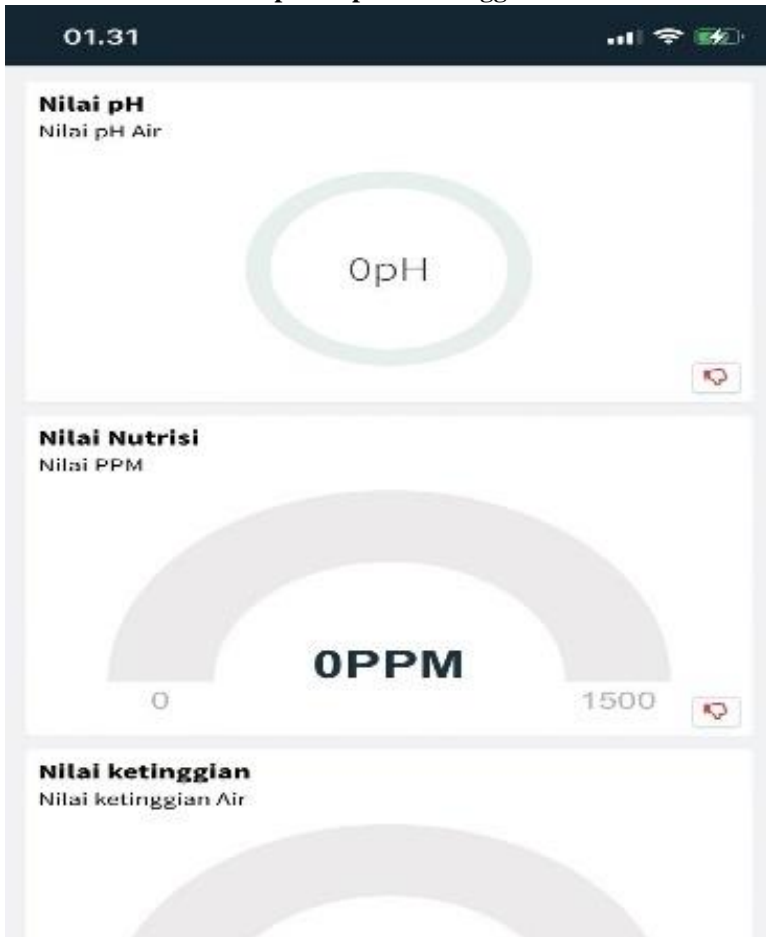 01.31
Nilai pH
Nilai pH Air
0pH
Nilai Nutrisi
Nilai PPM
0PPM
0
1500
Nilai ketinggian
Nilai ketinggian Air